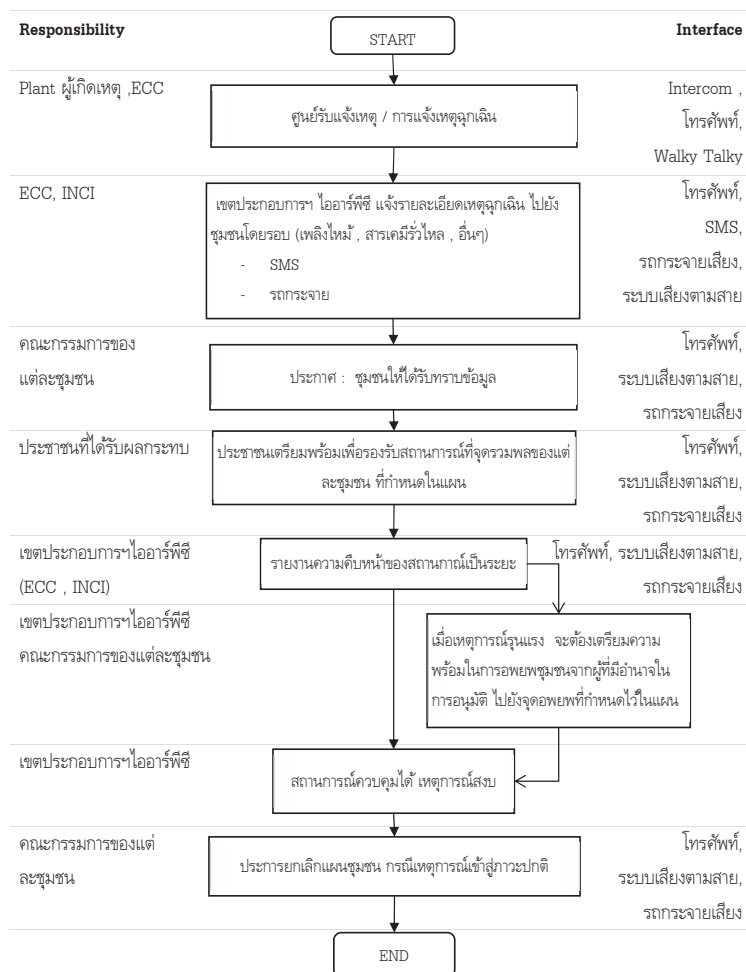 Responsibility
START
Interface
Plant ผู้เกิดเหตุ ,ECC
ศูนย์รับแจ้งเหตุ / การแจ้งเหตุฉุกเฉิน
Intercom ,
โทรศัพท์,
Walky Talky
ECC, INCI
เขตประกอบการฯ ไออาร์พีซี แจ้งรายละเอียดเหตุฉุกเฉิน ไปยัง
ชุมชนโดยรอบ (เพลิงไหม้ , สารเคมีรั่วไหล , อื่นๆ)
- SMS
- รถกระจาย
โทรศัพท์,
SMS,
รถกระจายเสียง,
ระบบเสียงตามสาย
คณะกรรมการของ
แต่ละชุมชน
ประกาศ : ชุมชนให้ได้รับทราบข้อมูล
โทรศัพท์,
ระบบเสียงตามสาย,
รถกระจายเสียง
ประชาชนที่ได้รับผลกระทบ
ประชาชนเตรียมพร้อมเพื่อรองรับสถานการณ์ที่จุดรวมพลของแต่
ละชุมชน ที่กำหนดในแผน
โทรศัพท์,
ระบบเสียงตามสาย,
รถกระจายเสียง
เขตประกอบการฯไออาร์พีซี
(ECC , INCI)
รายงานความคืบหน้าของสถานกาณ์เป็นระยะ
โทรศัพท์, ระบบเสียงตามสาย,
รถกระจายเสียง
เขตประกอบการฯไออาร์พีซี
คณะกรรมการของแต่ละชุมชน
เมื่อเหตุการณ์รุนแรง จะต้องเตรียมความ
พร้อมในการอพยพชุมชนจากผู้ที่มีอำนาจใน
การอนุมัติ ไปยังจุดอพยพที่กำหนดไว้ในแผน
เขตประกอบการฯไออาร์พีซี
สถานการณ์ควบคุมได้ เหตุการณ์สงบ
คณะกรรมการของแต่
ละชุมชน
ประการยกเลิกแผนชุมชน กรณีเหตุการณ์เข้าสู่ภาวะปกติ
โทรศัพท์,
ระบบเสียงตามสาย,
รถกระจายเสียง
END